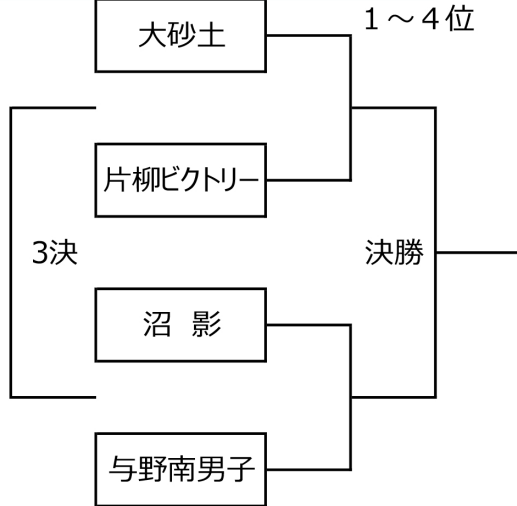 大砂土
1～4位
片柳ビクトリー
3決
決勝
沼 影
与野南男子